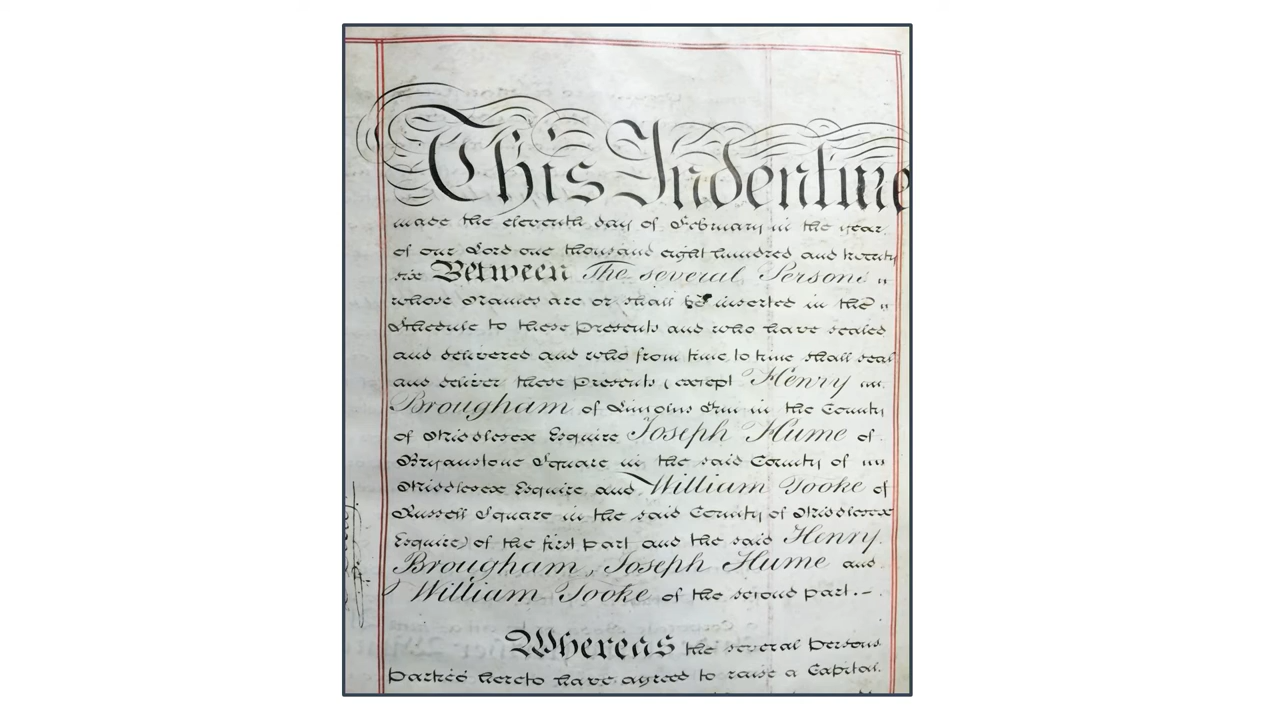 This Indenture
made the eleventh day of February in the year
of our Lord one thousand eight hundred and twenty
six Between The several Persons
whose Names are or shall be inserted in the
Schedule to these Presents and who have sealed
and delivered and who from time to time shall seal
and deliver these Presents (except Henry
Brougham of Lincolns Inn in the County
of Middlesex Esquire Joseph Hume of
Bryanstone Square in the said County of
Middlesex Esquire and William Tooke of
Russell Square in the said County of Middlesex
Esquire) of the first part and the said Henry
Brougham, Joseph Hume and
William Tooke of the second part.–
Whereas the several persons
parties hereto have agreed to raise a Capital